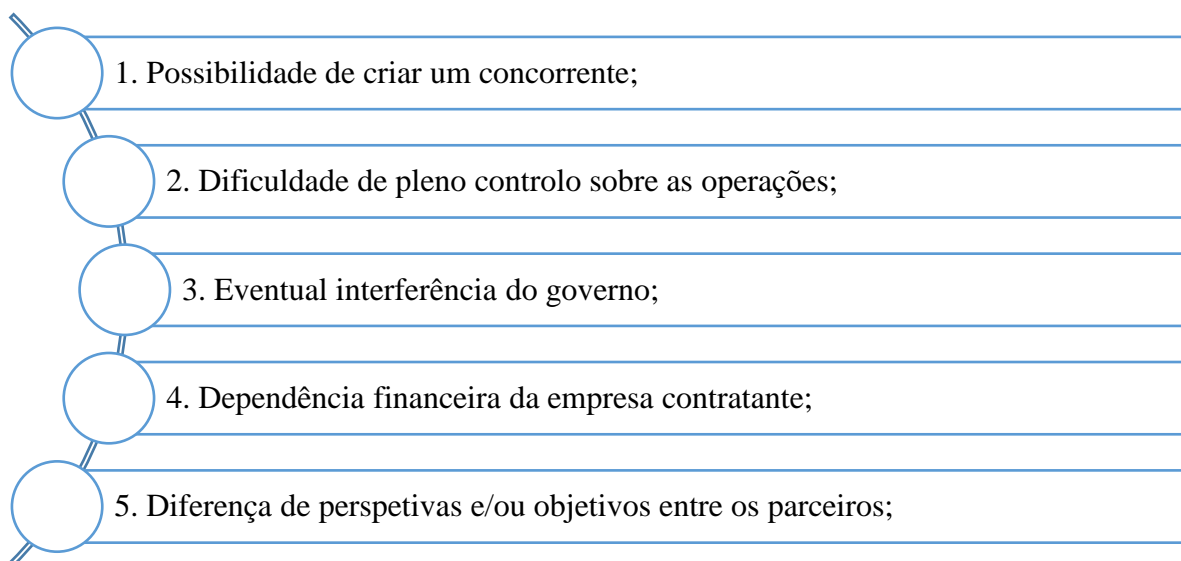 1. Possibilidade de criar um concorrente;
2. Dificuldade de pleno controlo sobre as operações;
3. Eventual interferência do governo;
4. Dependência financeira da empresa contratante;
5. Diferença de perspetivas e/ou objetivos entre os parceiros;